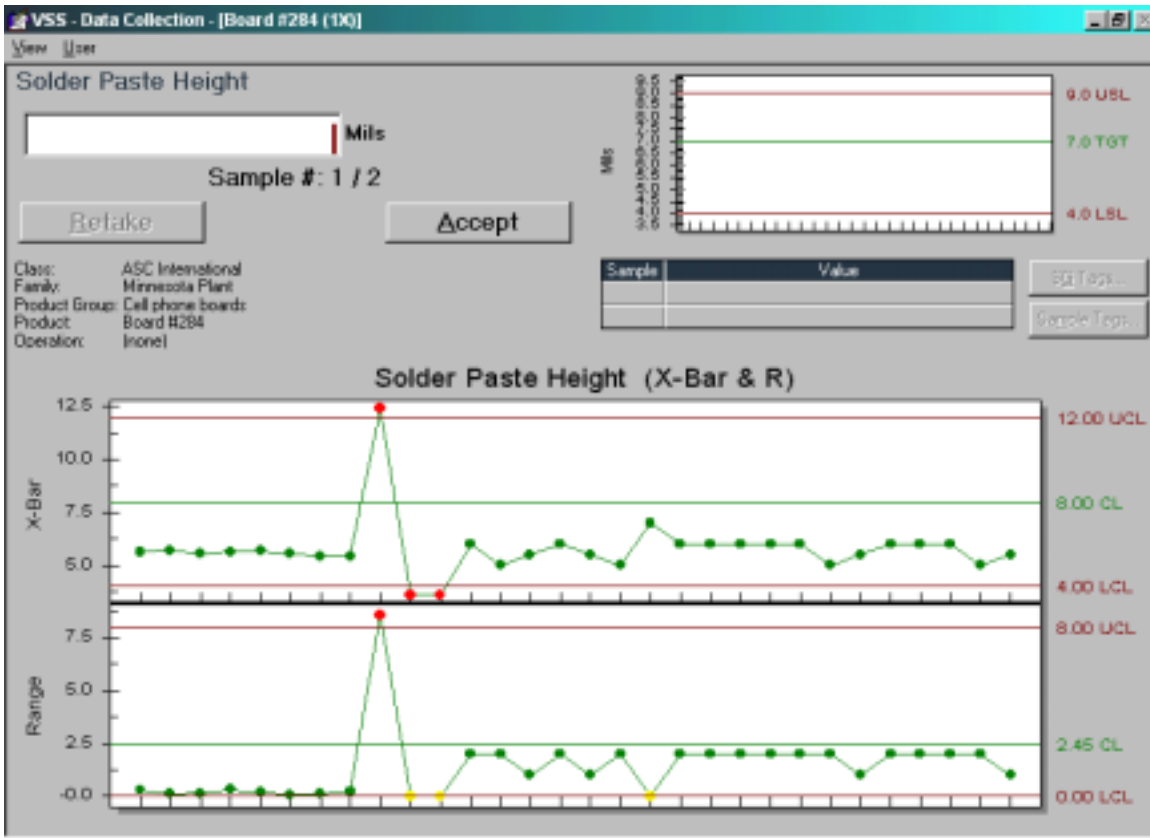 VSS - Data Collection - [Board #284 (1X)]
View User
Solder Paste Height
Mils
Sample #: 1 / 2
Retake
Accept
Mils
9.0 USL
7.0 TGT
4.0 LSL
Class: ASC International
Family: Minnesota Plant
Product Group: Cell phone boards
Product: Board #284
Operation: (none)
Sample Value
SG Tags...
Sample Tags...
Solder Paste Height (X-Bar & R)
X-Bar
12.5
10.0
7.5
5.0
12.00 UCL
8.00 CL
4.00 LCL
Range
7.5
5.0
2.5
-0.0
8.00 UCL
2.45 CL
0.00 LCL